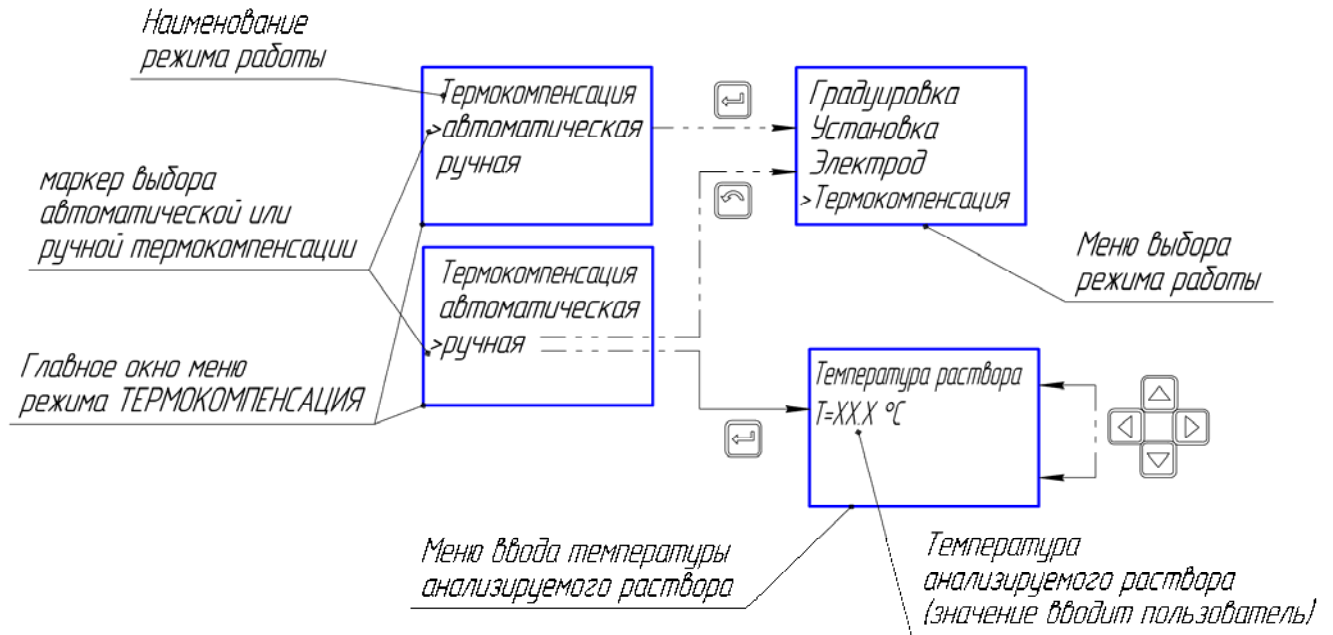 Наименование
режима работы
Термокомпенсация
>автоматическая
ручная
Градуировка
Установка
Электрод
>Термокомпенсация
маркер выбора
автоматической или
ручной термокомпенсации
Меню выбора
режима работы
Термокомпенсация
автоматическая
>ручная
Главное окно меню
режима ТЕРМОКОМПЕНСАЦИЯ
Температура раствора
Т=ХХ.Х °С
Меню ввода температуры
анализируемого раствора
Температура
анализируемого раствора
(значение вводит пользователь)